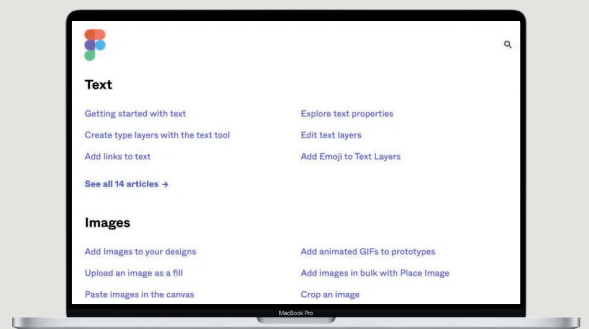 Text
Getting started with text
Explore text properties
Create type layers with the text tool
Edit text layers
Add links to text
Add Emoji to Text Layers
See all 14 articles →
Images
Add Images to your designs
Add animated GIFs to prototypes
Upload an image as a fill
Add images in bulk with Place Image
Paste images in the canvas
Crop an image
MacBook Pro